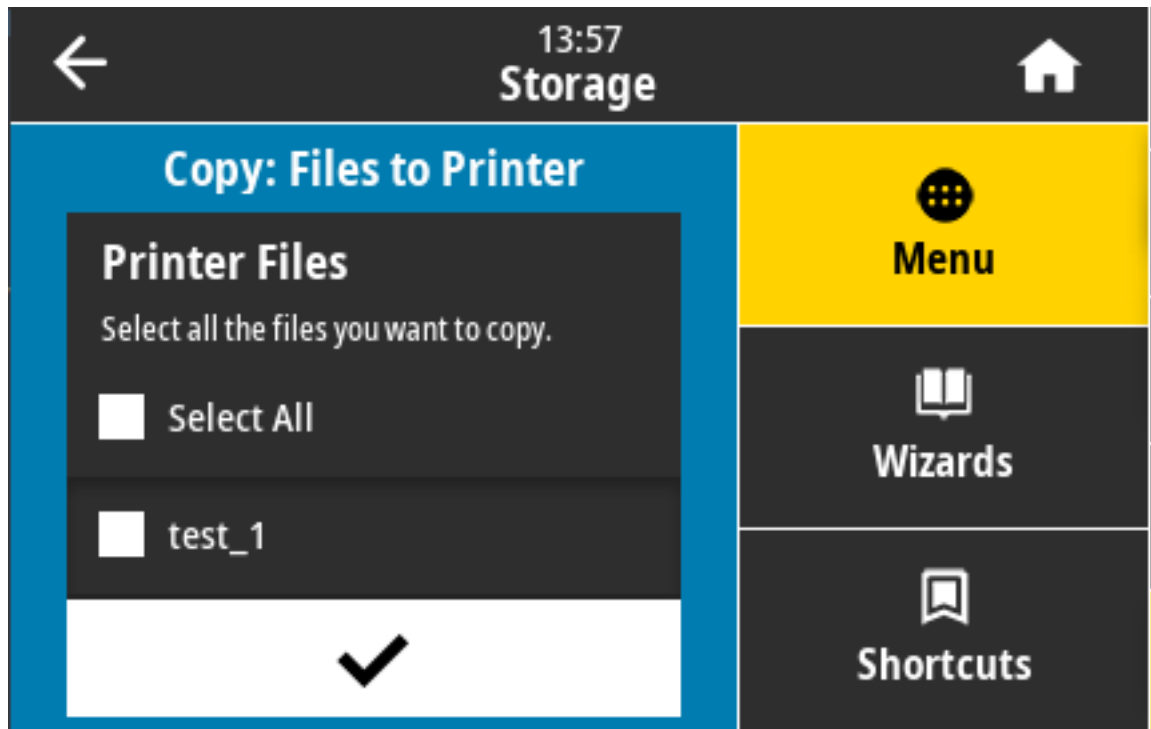 13:57
Storage
Copy: Files to Printer
Printer Files
Select all the files you want to copy.
Select All
test_1
Menu
Wizards
Shortcuts